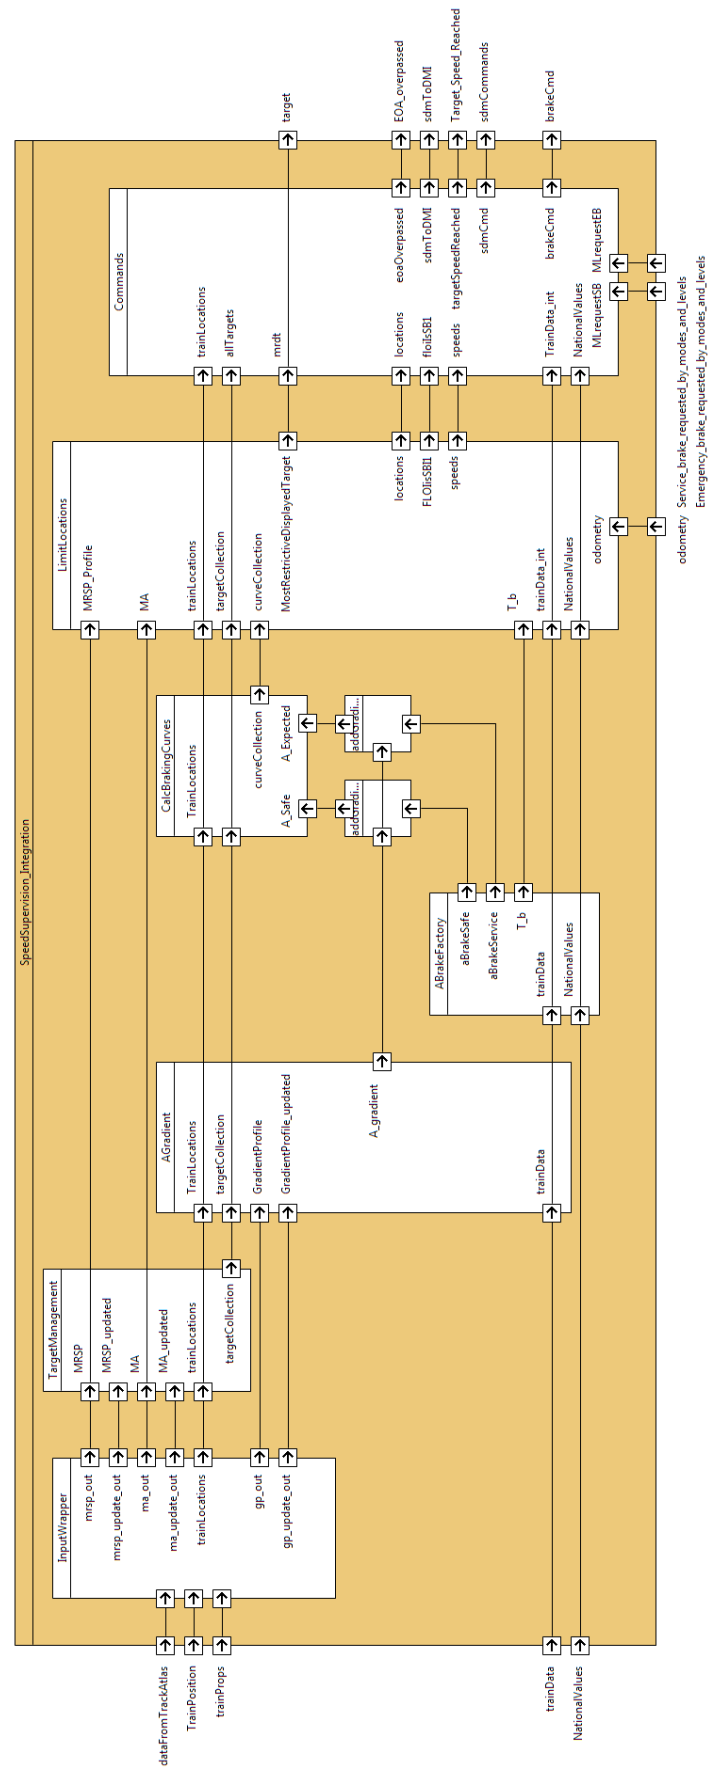 SpeedSupervision_Integration
dataFromTrackAtlas
TrainPosition
trainProps
trainData
NationalValues
InputWrapper
mrsp_out
mrsp_update_out
ma_out
ma_update_out
trainLocations
gp_out
gp_update_out
TargetManagement
MRSP
MRSP_updated
MA
MA_updated
trainLocations
targetCollection
AGradient
TrainLocations
targetCollection
GradientProfile
GradientProfile_updated
A_gradient
trainData
ABrakeFactory
aBrakeSafe
aBrakeService
T_b
trainData
NationalValues
CalcBrakingCurves
TrainLocations
curveCollection
A_Safe
A_Expected
addGradi...
addGradi...
LimitLocations
MRSP_Profile
MA
trainLocations
targetCollection
curveCollection
MostRestrictiveDisplayedTarget
locations
FLOIisSBI1
speeds
T_b
trainData_int
NationalValues
odometry
Commands
trainLocations
allTargets
mrdt
locations
floiIsSB1
speeds
eoaOverpassed
sdmToDMI
targetSpeedReached
sdmCmd
brakeCmd
TrainData_int
NationalValues
MLrequestSB
MLrequestEB
target
EOA_overpassed
sdmToDMI
Target_Speed_Reached
sdmCommands
brakeCmd
odometry
Service_brake_requested_by_modes_and_levels
Emergency_brake_requested_by_modes_and_levels